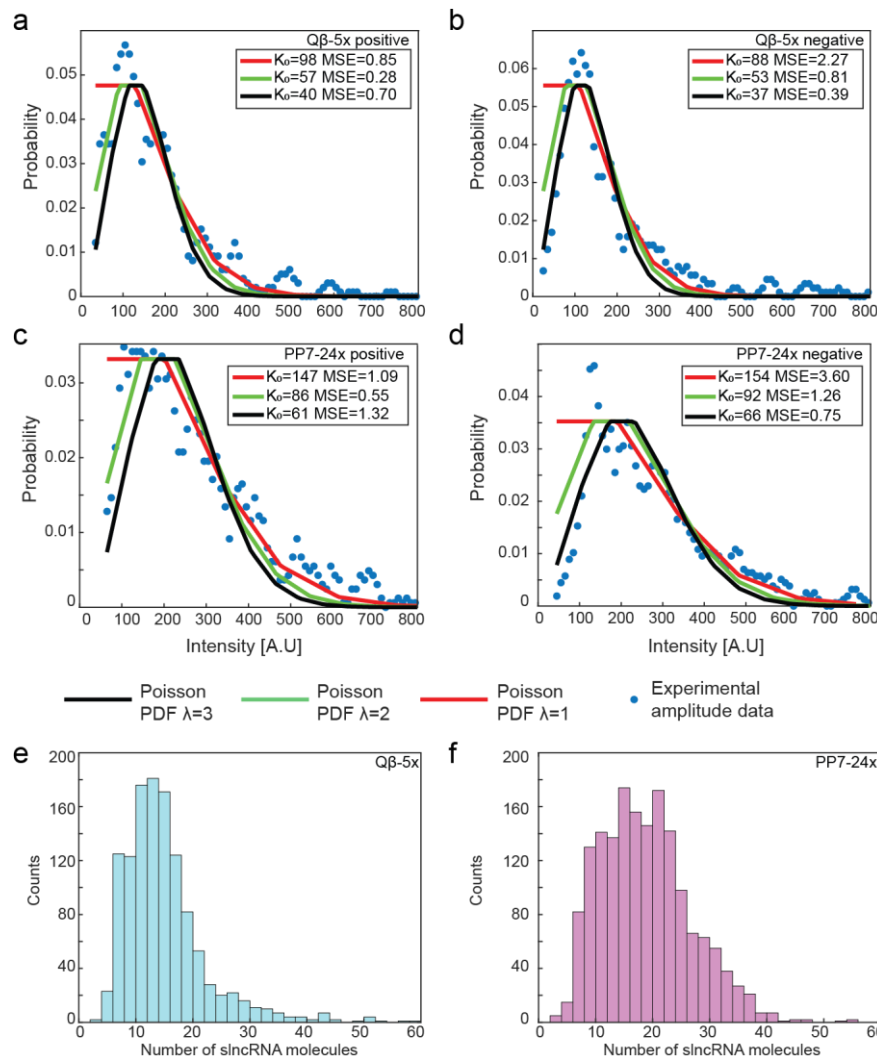 a
Qβ-5x positive
K₀=98 MSE=0.85
K₀=57 MSE=0.28
K₀=40 MSE=0.70
Probability
0.05
0.04
0.03
0.02
0.01
0
0 100 200 300 400 500 600 700 800
b
Qβ-5x negative
K₀=88 MSE=2.27
K₀=53 MSE=0.81
K₀=37 MSE=0.39
Probability
0.06
0.05
0.04
0.03
0.02
0.01
0
0 100 200 300 400 500 600 700 800
c
PP7-24x positive
K₀=147 MSE=1.09
K₀=86 MSE=0.55
K₀=61 MSE=1.32
Probability
0.03
0.02
0.01
0
0 100 200 300 400 500 600 700 800
Intensity [A.U]
d
PP7-24x negative
K₀=154 MSE=3.60
K₀=92 MSE=1.26
K₀=66 MSE=0.75
Probability
0.05
0.04
0.03
0.02
0.01
0
0 100 200 300 400 500 600 700 800
Intensity [A.U]
Poisson
PDF λ=3
Poisson
PDF λ=2
Poisson
PDF λ=1
Experimental
amplitude data
e
Qβ-5x
Counts
200
160
120
80
40
0
0 10 20 30 40 50 60
Number of slncRNA molecules
f
PP7-24x
Counts
200
160
120
80
40
0
0 10 20 30 40 50 60
Number of slncRNA molecules